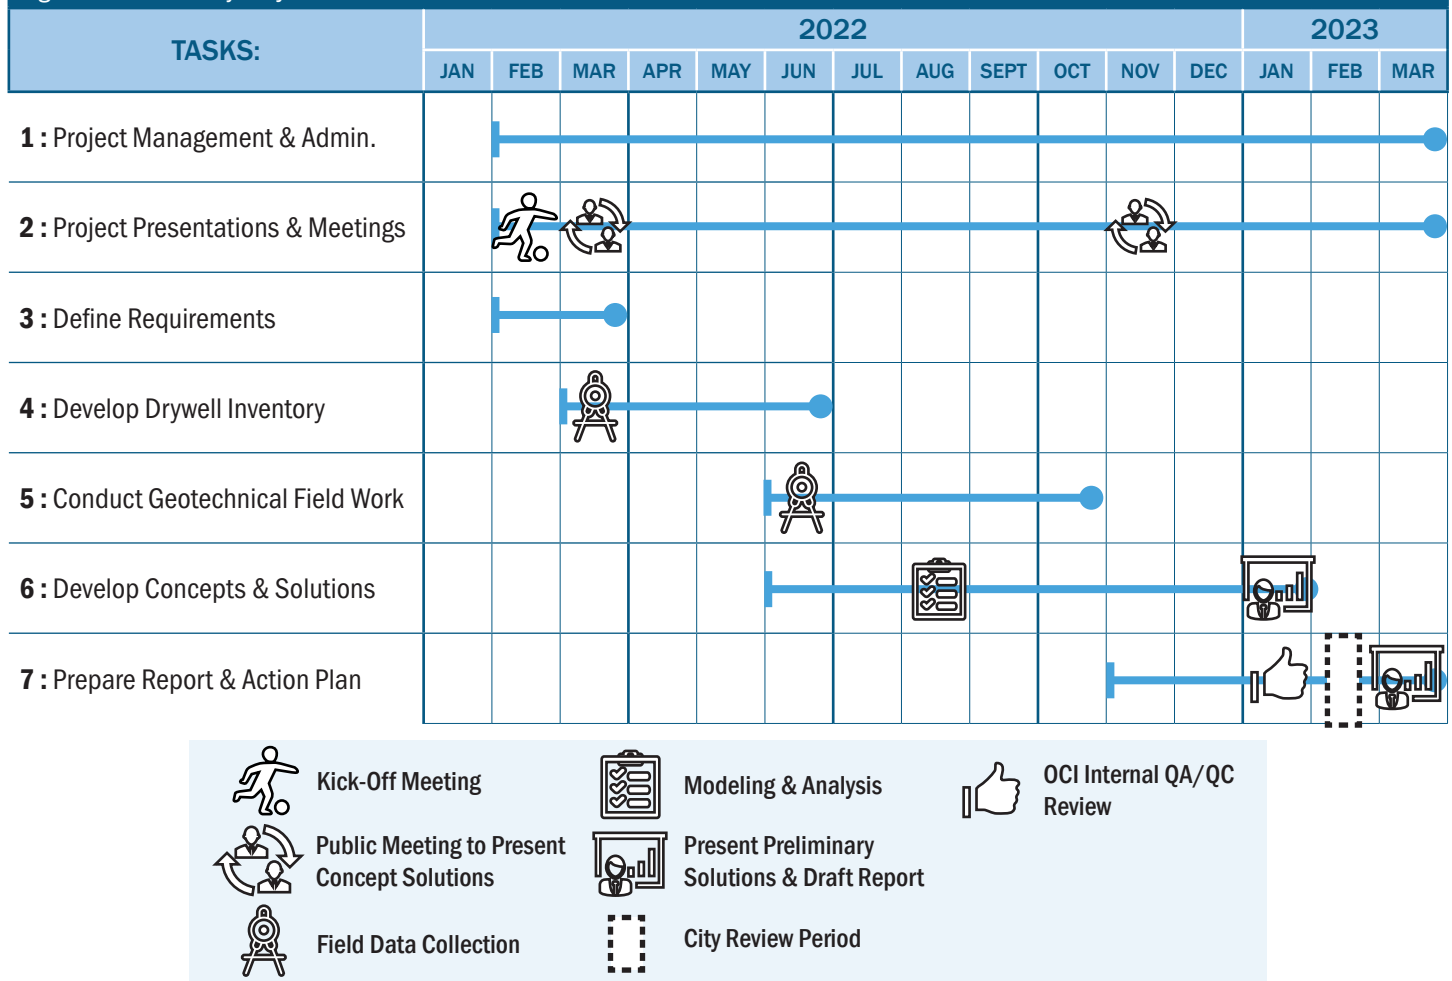 TASKS:
2022
2023
JAN FEB MAR APR MAY JUN JUL AUG SEPT OCT NOV DEC JAN FEB MAR
1 : Project Management & Admin.
2 : Project Presentations & Meetings
3 : Define Requirements
4 : Develop Drywell Inventory
5 : Conduct Geotechnical Field Work
6 : Develop Concepts & Solutions
7 : Prepare Report & Action Plan
Kick-Off Meeting
Public Meeting to Present
Concept Solutions
Field Data Collection
Modeling & Analysis
Present Preliminary
Solutions & Draft Report
City Review Period
OCI Internal QA/QC
Review